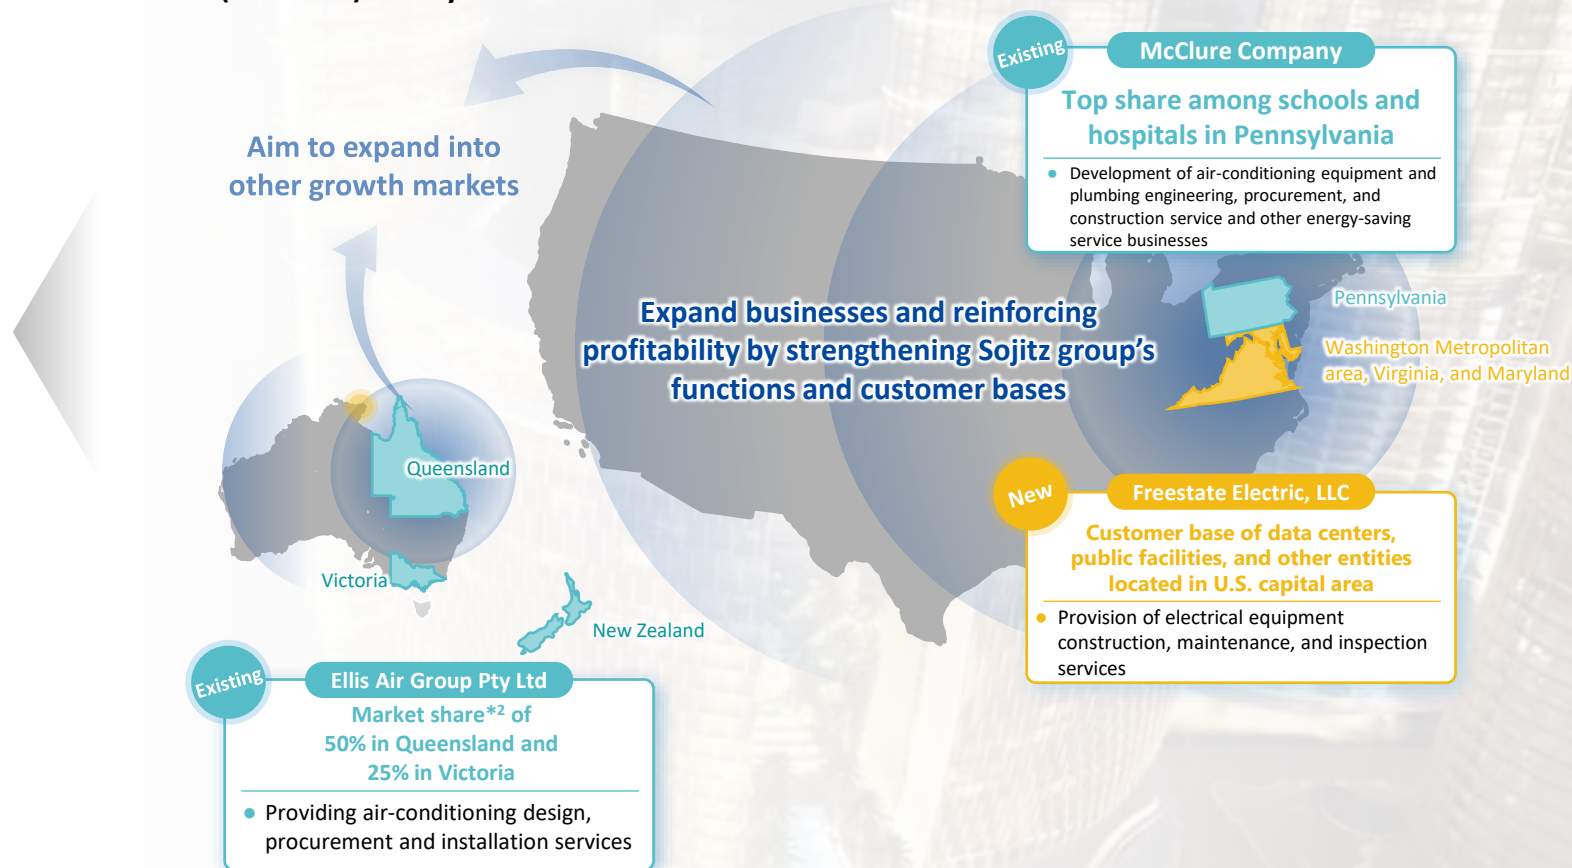 Existing
McClure Company
Top share among schools and
hospitals in Pennsylvania
• Development of air-conditioning equipment and
plumbing engineering, procurement, and
construction service and other energy-saving
service businesses
Aim to expand into
other growth markets
Expand businesses and reinforcing
profitability by strengthening Sojitz group's
functions and customer bases
Pennsylvania
Washington Metropolitan
area, Virginia, and Maryland
Queensland
Victoria
New Zealand
New
Freestate Electric, LLC
Customer base of data centers,
public facilities, and other entities
located in U.S. capital area
• Provision of electrical equipment
construction, maintenance, and inspection
services
Existing
Ellis Air Group Pty Ltd
Market share*2 of
50% in Queensland and
25% in Victoria
• Providing air-conditioning design,
procurement and installation services